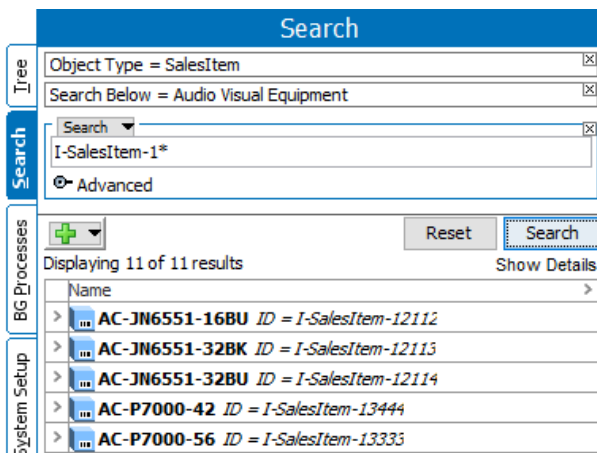 Search
Tree
Search
BG Processes
System Setup
Object Type = SalesItem
Search Below = Audio Visual Equipment
Search
I-SalesItem-1*
Advanced
Reset
Search
Displaying 11 of 11 results
Show Details
Name
AC-JN6551-16BU ID = I-SalesItem-12112
AC-JN6551-32BK ID = I-SalesItem-12113
AC-JN6551-32BU ID = I-SalesItem-12114
AC-P7000-42 ID = I-SalesItem-13444
AC-P7000-56 ID = I-SalesItem-13333